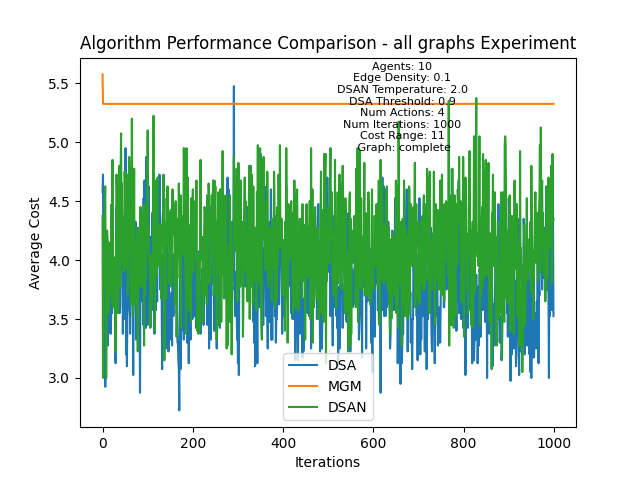 Algorithm Performance Comparison - all graphs Experiment
Agents: 10
Edge Density: 0.1
DSAN Temperature: 2.0
DSA Threshold: 0.9
Num Actions: 4
Num Iterations: 1000
Cost Range: 11
Graph: complete
Average Cost
5.5
5.0
4.5
4.0
3.5
3.0
DSA
MGM
DSAN
0 200 400 600 800 1000
Iterations